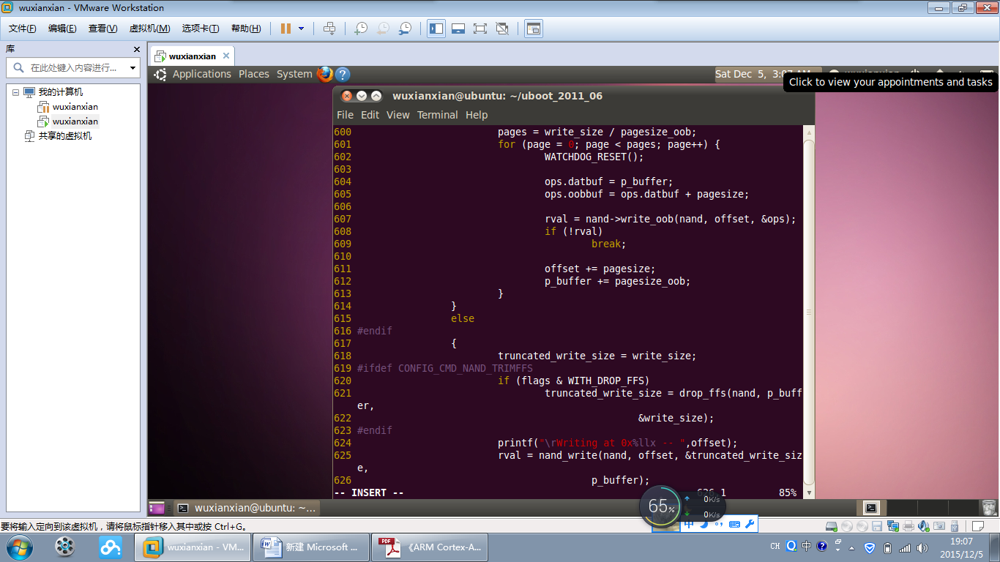 wuxianxian - VMware Workstation
文件(F) 编辑(E) 查看(V) 虚拟机(M) 选项卡(T) 帮助(H)
库
在此处键入内容进行...
我的计算机
wuxianxian
wuxianxian
共享的虚拟机
wuxianxian
Applications Places System
Sat Dec 5, 3:07 AM
Click to view your appointments and tasks
wuxianxian@ubuntu: ~/uboot_2011_06
File Edit View Terminal Help
600 pages = write_size / pagesize_oob;
601 for (page = 0; page < pages; page++) {
602 WATCHDOG_RESET();
603
604 ops.datbuf = p_buffer;
605 ops.oobbuf = ops.datbuf + pagesize;
606
607 rval = nand->write_oob(nand, offset, &ops);
608 if (!rval)
609 break;
610
611 offset += pagesize;
612 p_buffer += pagesize_oob;
613 }
614 }
615 else
616 #endif
617 {
618 truncated_write_size = write_size;
619 #ifdef CONFIG_CMD_NAND_TRIMFFS
620 if (flags & WITH_DROP_FFS)
621 truncated_write_size = drop_ffs(nand, p_buff
er,
622 &write_size);
623 #endif
624 printf("\rWriting at 0x%llx -- ",offset);
625 rval = nand_write(nand, offset, &truncated_write_siz
e,
626 p_buffer);
-- INSERT -- 626,1 85%
65%
0K/s
0K/s
wuxianxian@ubuntu: ~...
中
要将输入定向到该虚拟机，请将鼠标指针移入其中或按 Ctrl+G。
wuxianxian - VM...
新建 Microsoft ...
PDF
《ARM Cortex-A...
CH
中
19:07
2015/12/5